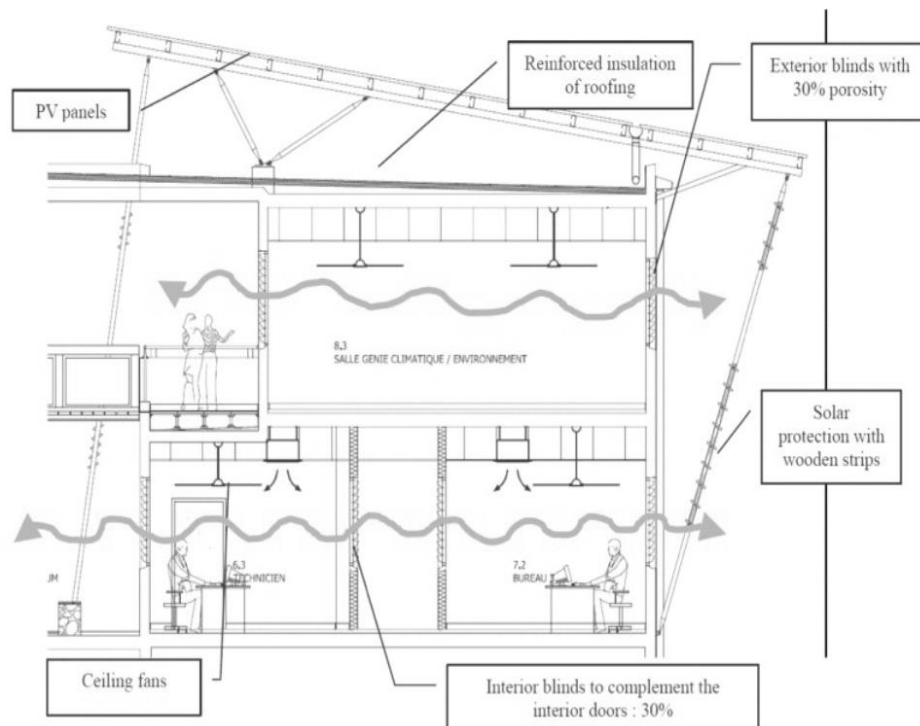 Reinforced insulation
of roofing
Exterior blinds with
30% porosity
PV panels
8.3
SALLE GENIE CLIMATIQUE / ENVIRONNEMENT
Solar
protection with
wooden strips
6.3
TECHNICIEN
7.2
BUREAU
UM
Ceiling fans
Interior blinds to complement the
interior doors : 30%